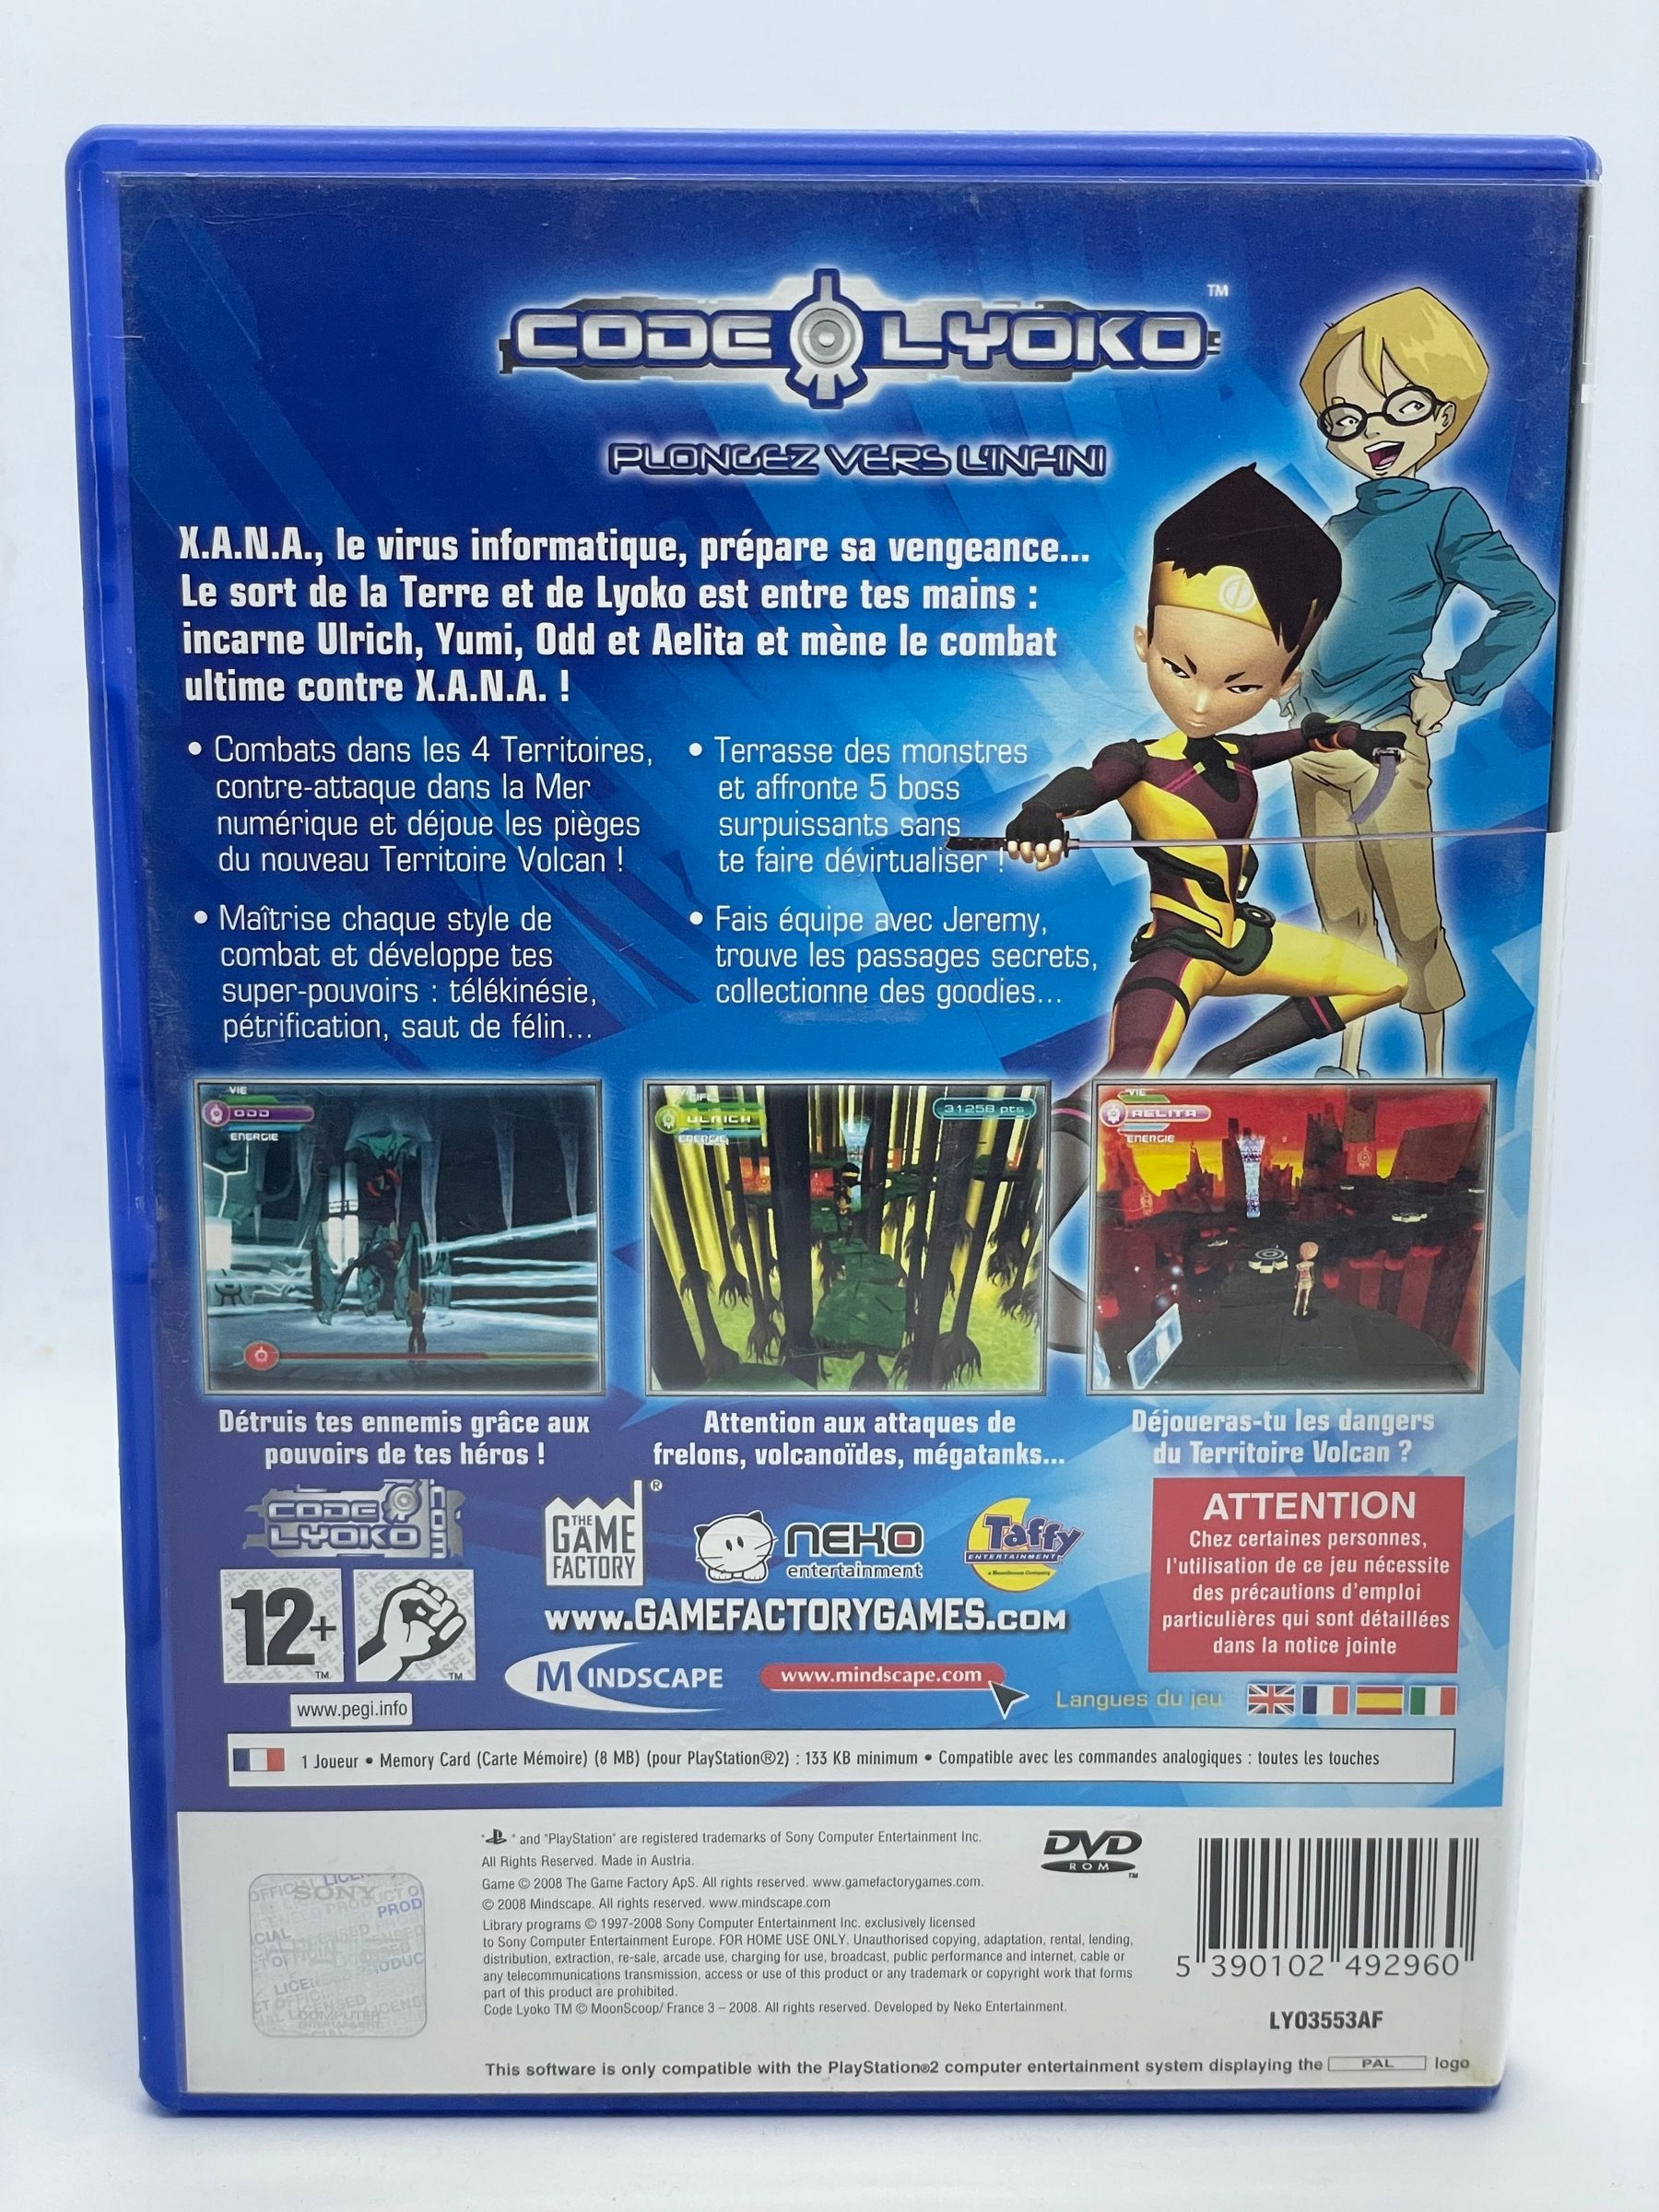 CODE LYOKO™
PLONGEZ VERS L'INFINI
X.A.N.A., le virus informatique, prépare sa vengeance...
Le sort de la Terre et de Lyoko est entre tes mains :
incarne Ulrich, Yumi, Odd et Aelita et mène le combat
ultime contre X.A.N.A. !
• Combats dans les 4 Territoires,
contre-attaque dans la Mer
numérique et déjoue les pièges
du nouveau Territoire Volcan !
• Maîtrise chaque style de
combat et développe tes
super-pouvoirs : télékinésie,
pétrification, saut de félin...
• Terrasse des monstres
et affronte 5 boss
surpuissants sans
te faire dévirtualiser !
• Fais équipe avec Jeremy,
trouve les passages secrets,
collectionne des goodies...
VIE
ODD
ENERGIE
ULRICH
31258 pts
VIE
AELITA
ENERGIE
Détruis tes ennemis grâce aux
pouvoirs de tes héros !
Attention aux attaques de
frelons, volcanoïdes, mégatanks...
Déjoueras-tu les dangers
du Territoire Volcan ?
CODE
LYOKO
THE
GAME
FACTORY
®
NEKO
entertainment
Taffy
ENTERTAINMENT
ATTENTION
Chez certaines personnes,
l'utilisation de ce jeu nécessite
des précautions d'emploi
particulières qui sont détaillées
dans la notice jointe
12+
™
™
www.pegi.info
www.GAMEFACTORYGAMES.COM
MINDSCAPE
www.mindscape.com
Langues du jeu
1 Joueur • Memory Card (Carte Mémoire) (8 MB) (pour PlayStation®2) : 133 KB minimum • Compatible avec les commandes analogiques : toutes les touches
" " and "PlayStation" are registered trademarks of Sony Computer Entertainment Inc.
All Rights Reserved. Made in Austria.
Game © 2008 The Game Factory ApS. All rights reserved. www.gamefactorygames.com.
© 2008 Mindscape. All rights reserved. www.mindscape.com
Library programs © 1997-2008 Sony Computer Entertainment Inc. exclusively licensed
to Sony Computer Entertainment Europe. FOR HOME USE ONLY. Unauthorised copying, adaptation, rental, lending,
distribution, extraction, re-sale, arcade use, charging for use, broadcast, public performance and internet, cable or
any telecommunications transmission, access or use of this product or any trademark or copyright work that forms
part of this product are prohibited.
Code Lyoko TM © MoonScoop/ France 3 – 2008. All rights reserved. Developed by Neko Entertainment.
DVD
ROM
™
5 390102 492960
LY03553AF
SONY
This software is only compatible with the PlayStation®2 computer entertainment system displaying the PAL logo